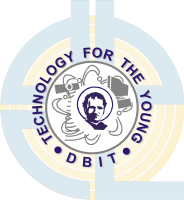 TECHNOLOGY FOR THE YOUNG
• DBIT •